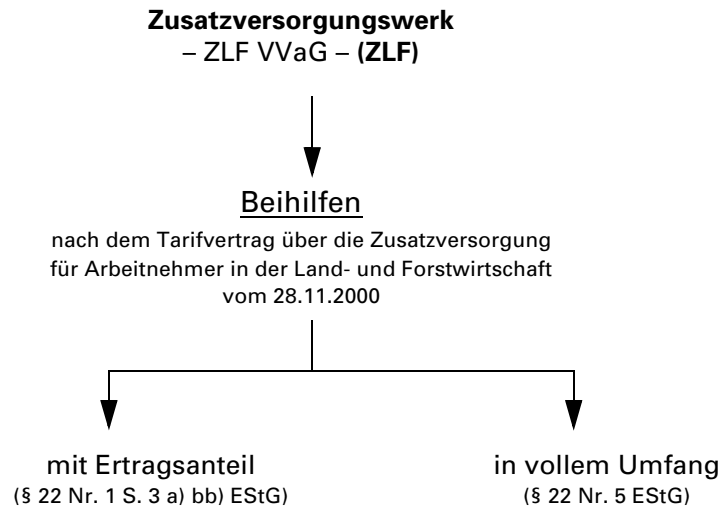 Zusatzversorgungswerk
– ZLF VVaG – (ZLF)
Beihilfen
nach dem Tarifvertrag über die Zusatzversorgung
für Arbeitnehmer in der Land- und Forstwirtschaft
vom 28.11.2000
mit Ertragsanteil
(§ 22 Nr. 1 S. 3 a) bb) EStG)
in vollem Umfang
(§ 22 Nr. 5 EStG)